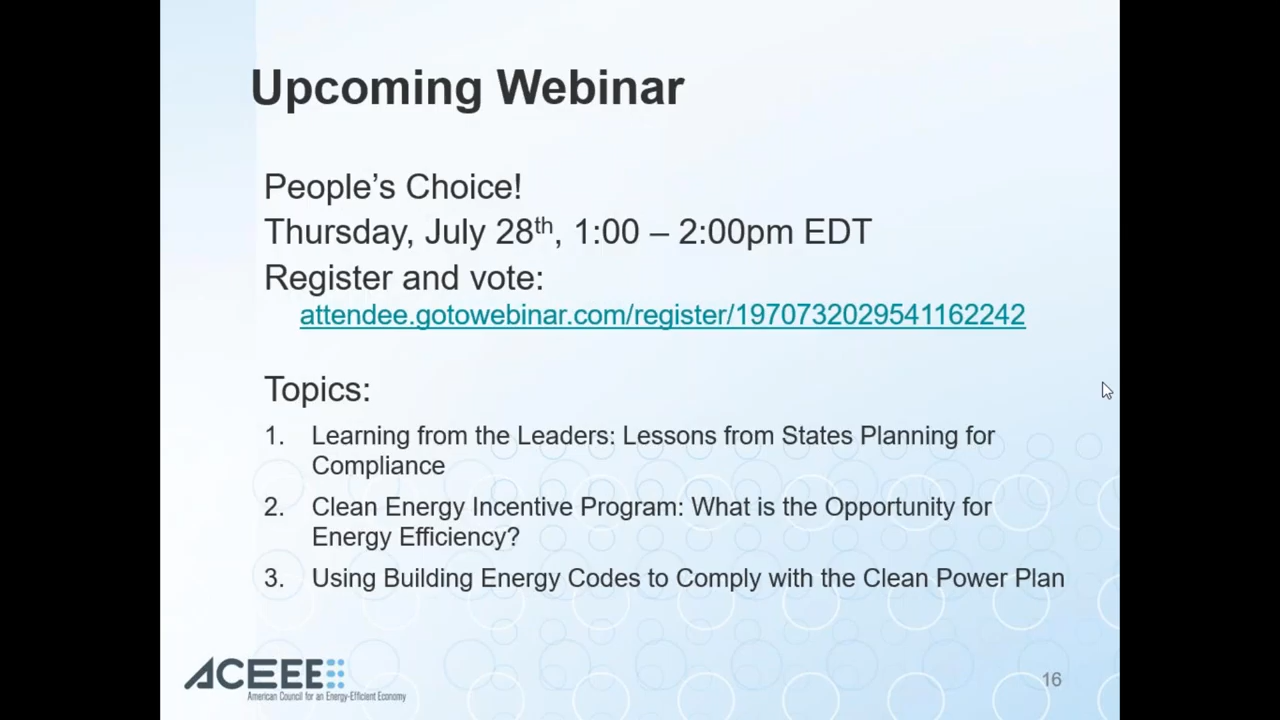 Upcoming Webinar
People’s Choice!
Thursday, July 28th, 1:00 – 2:00pm EDT
Register and vote:
attendee.gotowebinar.com/register/1970732029541162242
Topics:
1. Learning from the Leaders: Lessons from States Planning for
Compliance
2. Clean Energy Incentive Program: What is the Opportunity for
Energy Efficiency?
3. Using Building Energy Codes to Comply with the Clean Power Plan
ACEEE
American Council for an Energy-Efficient Economy
16